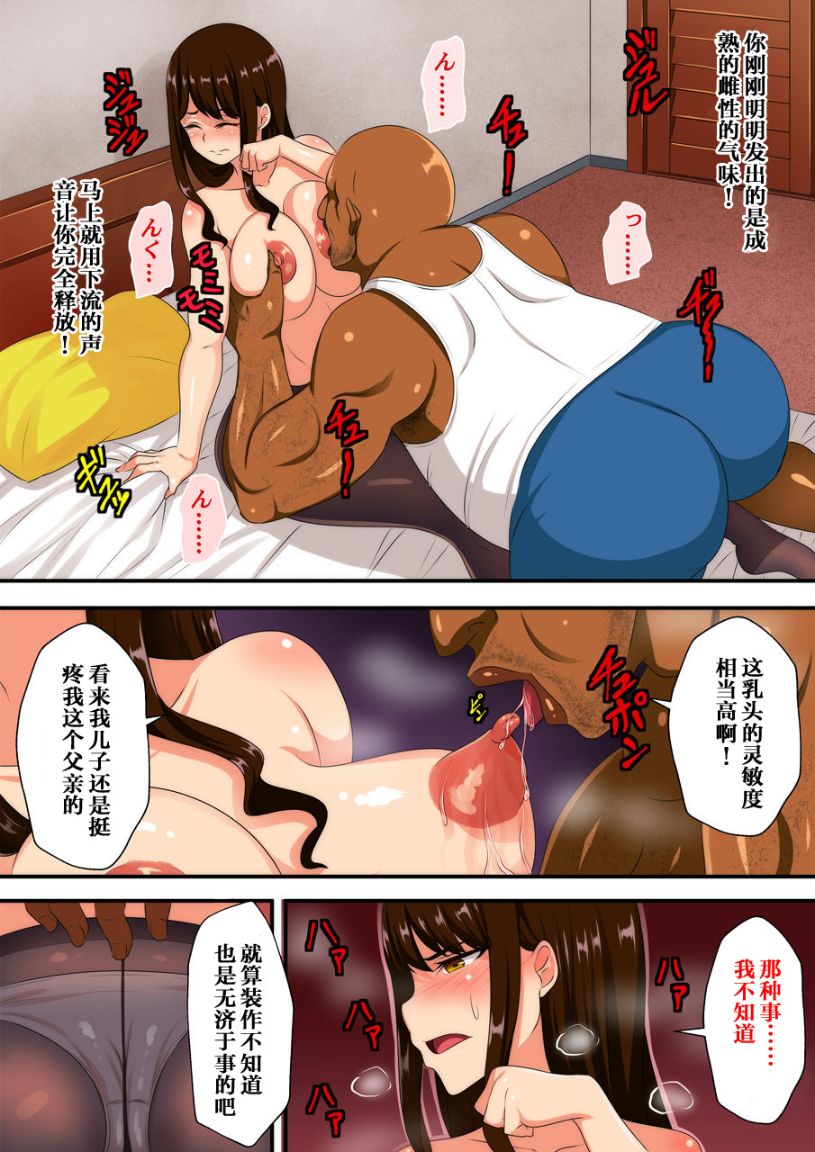 你刚刚明明发出的是成
熟的雌性的气味！
ジュル
っ……
ん……
チュ！
ジュジュ
んく……
モミ
モミ
马上就用下流的声
音让你完全释放！
チュー！
ん……
ギュッ
这乳头的灵敏度
相当高啊！
チュポン
ピン
看来我儿子还是挺
疼我这个父亲的
那种事……
我不知道
ハァ
ハァ
ハァ
ハァ
就算装作不知道
也是无济于事的吧